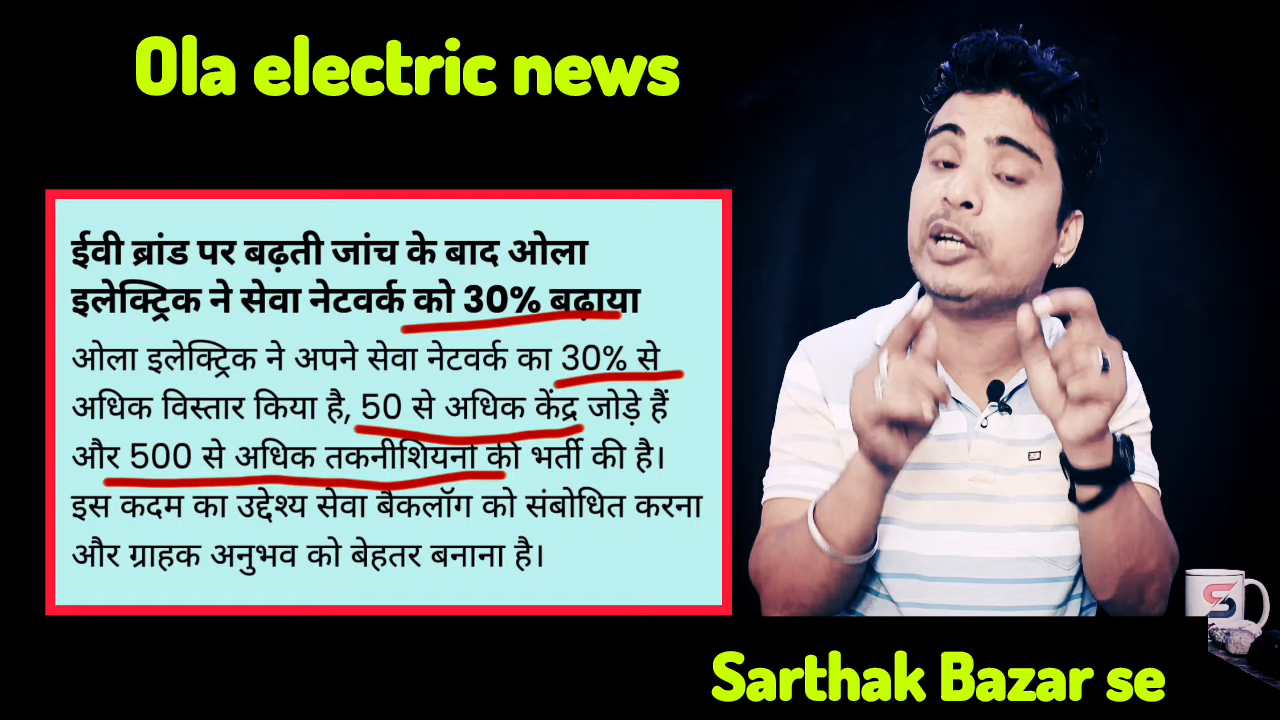 Ola electric news
ईवी ब्रांड पर बढ़ती जांच के बाद ओला
इलेक्ट्रिक ने सेवा नेटवर्क को 30% बढ़ाया
ओला इलेक्ट्रिक ने अपने सेवा नेटवर्क का 30% से
अधिक विस्तार किया है, 50 से अधिक केंद्र जोड़े हैं
और 500 से अधिक तकनीशियनों की भर्ती की है।
इस कदम का उद्देश्य सेवा बैकलॉग को संबोधित करना
और ग्राहक अनुभव को बेहतर बनाना है।
Sarthak Bazar se